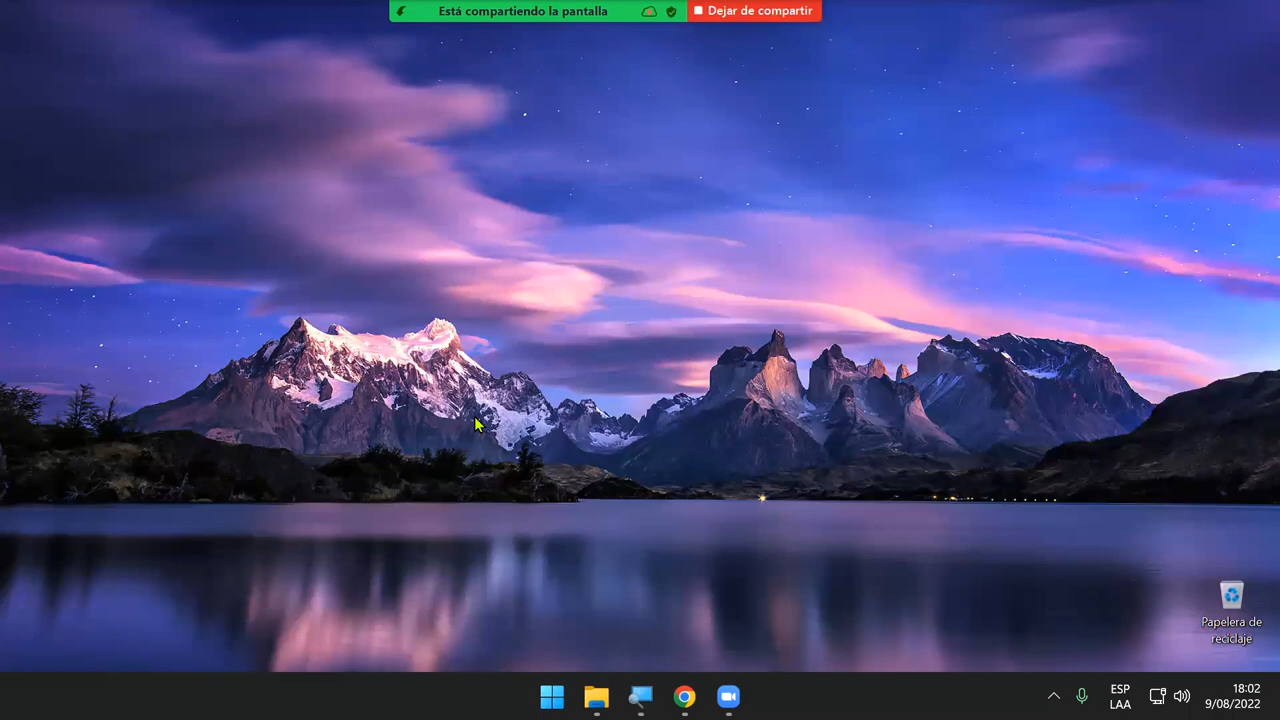 Está compartiendo la pantalla
Dejar de compartir
Papelera de
reciclaje
ESP
LAA
18:02
9/08/2022